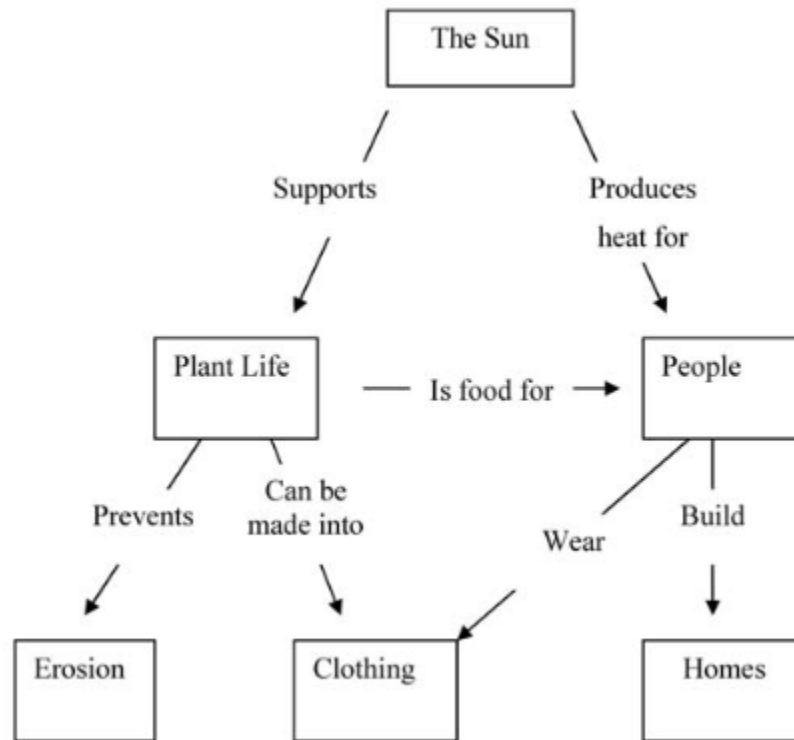 The Sun
Supports
Produces
heat for
Plant Life
Is food for
People
Prevents
Can be
made into
Wear
Build
Erosion
Clothing
Homes